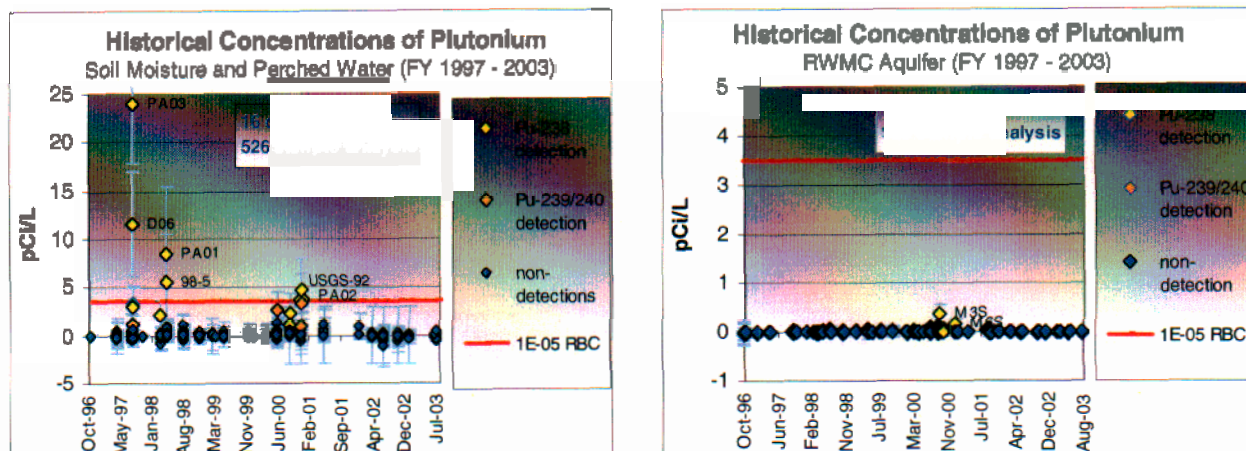 Historical Concentrations of Plutonium
Soil Moisture and Perched Water (FY 1997 - 2003)
25
20
15
10
5
0
-5
pCi/L
PA03
526
D06
PA01
98-5
USGS-92
PA02
Oct-96
May-97
Jan-98
Aug-98
Mar-99
Nov-99
Jun-00
Feb-01
Sep-01
Apr-02
Dec-02
Jul-03
Pu-238
detection
Pu-239/240
detection
non-
detections
1E-05 RBC
Historical Concentrations of Plutonium
RWMC Aquifer (FY 1997 - 2003)
5
4
3
2
1
0
-1
pCi/L
M3S
Oct-96
Jun-97
Feb-98
Nov-98
Jul-99
Mar-00
Nov-00
Jul-01
Apr-02
Dec-02
Aug-03
Pu-238
detection
Pu-239/240
detection
non-
detection
1E-05 RBC